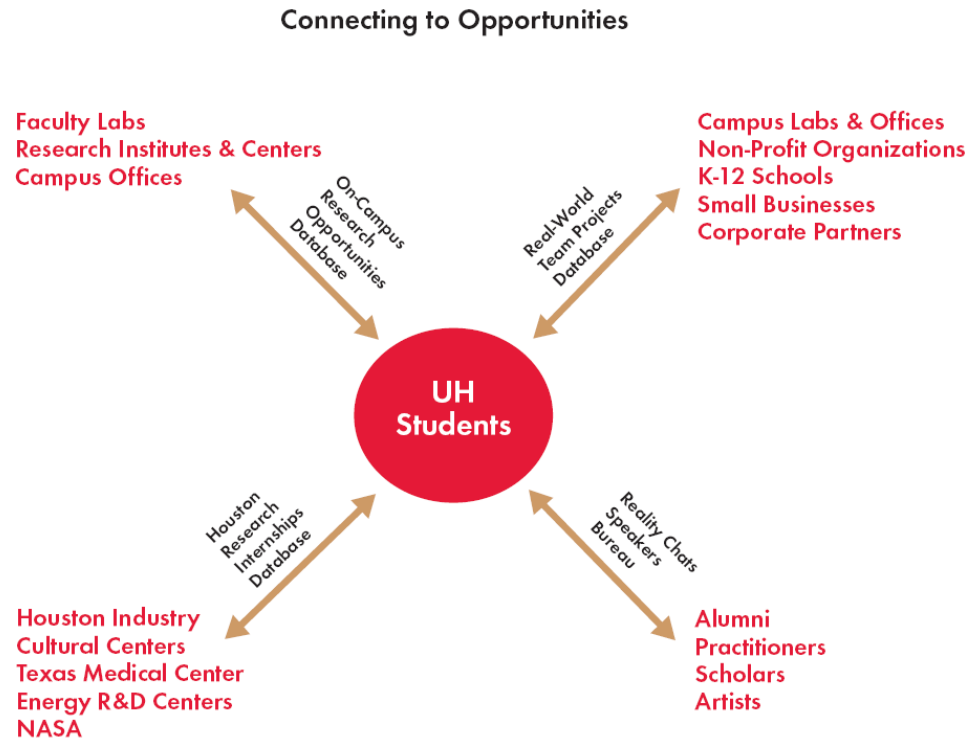 Connecting to Opportunities
Faculty Labs
Research Institutes & Centers
Campus Offices
On-Campus
Research
Opportunities
Database
Real-World
Team Projects
Database
Campus Labs & Offices
Non-Profit Organizations
K-12 Schools
Small Businesses
Corporate Partners
UH
Students
Houston
Research
Internships
Database
Houston Industry
Cultural Centers
Texas Medical Center
Energy R&D Centers
NASA
Reality Chats
Speakers
Bureau
Alumni
Practitioners
Scholars
Artists